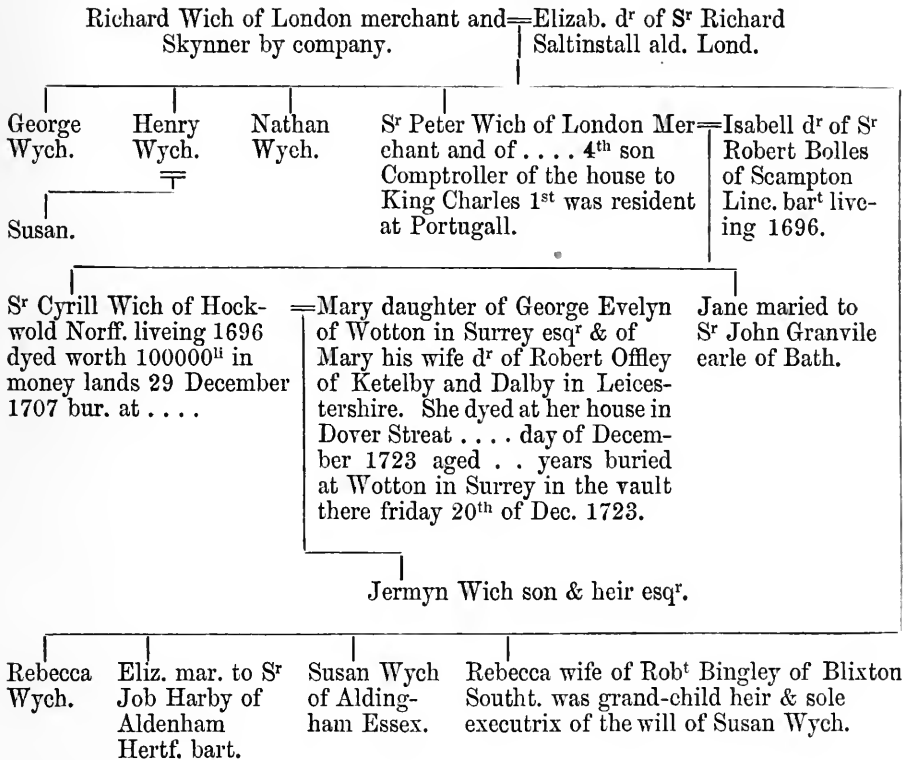 Richard Wich of London merchant and=Elizab. dʳ of Sʳ Richard
Skynner by company. Saltinstall ald. Lond.
George Wych.
Henry Wych.
Nathan Wych.
Sʳ Peter Wich of London Mer-
chant and of . . . . 4ᵗʰ son
Comptroller of the house to
King Charles 1ˢᵗ was resident
at Portugall.
=Isabell dʳ of Sʳ
Robert Bolles
of Scampton
Linc. barᵗ live-
ing 1696.
Susan.
Sʳ Cyrill Wich of Hock-
wold Norff. liveing 1696
dyed worth 100000ˡⁱ in
money lands 29 December
1707 bur. at . . . .
=Mary daughter of George Evelyn
of Wotton in Surrey esqʳ & of
Mary his wife dʳ of Robert Offley
of Ketelby and Dalby in Leices-
tershire. She dyed at her house in
Dover Streat . . . . day of Decem-
ber 1723 aged . . years buried
at Wotton in Surrey in the vault
there friday 20ᵗʰ of Dec. 1723.
Jane maried to
Sʳ John Granvile
earle of Bath.
Jermyn Wich son & heir esqʳ.
Rebecca
Wych.
Eliz. mar. to Sʳ
Job Harby of
Aldenham
Hertf. bart.
Susan Wych
of Alding-
ham Essex.
Rebecca wife of Robᵗ Bingley of Blixton
Southt. was grand-child heir & sole
executrix of the will of Susan Wych.